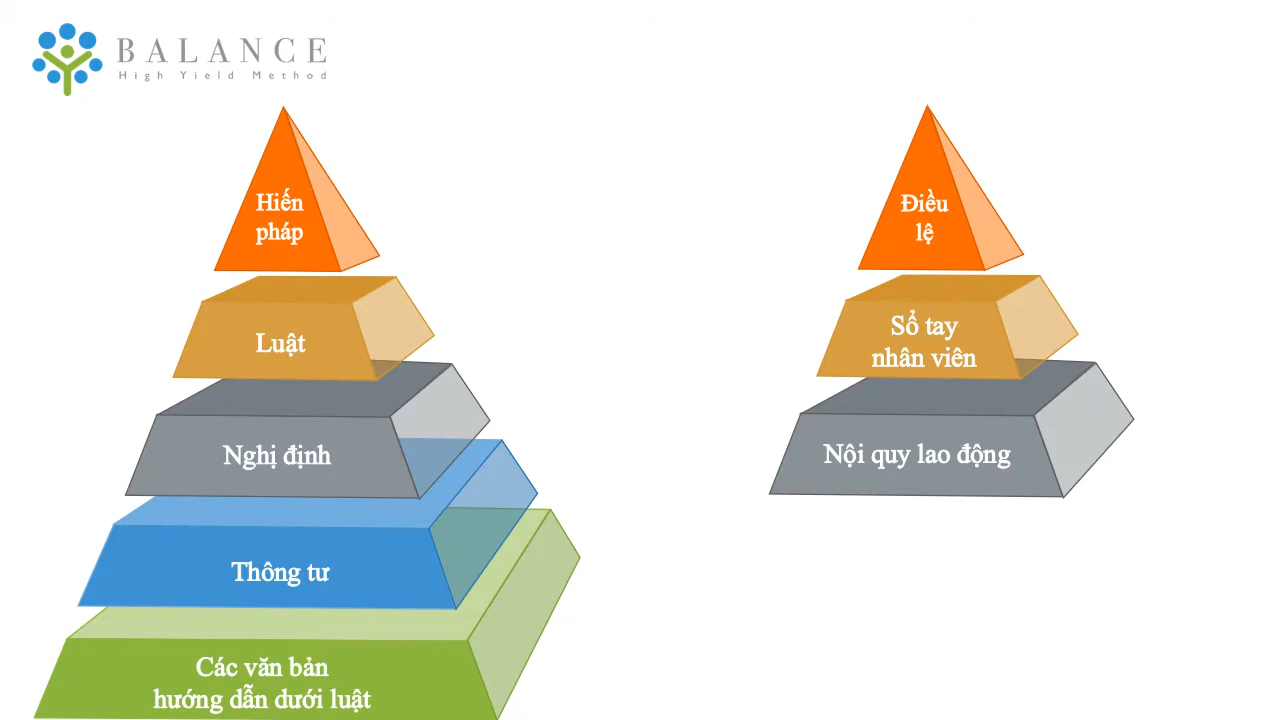 BALANCE
High Yield Method
Hiến
pháp
Luật
Nghị định
Thông tư
Các văn bản
hướng dẫn dưới luật
Điều
lệ
Sổ tay
nhân viên
Nội quy lao động